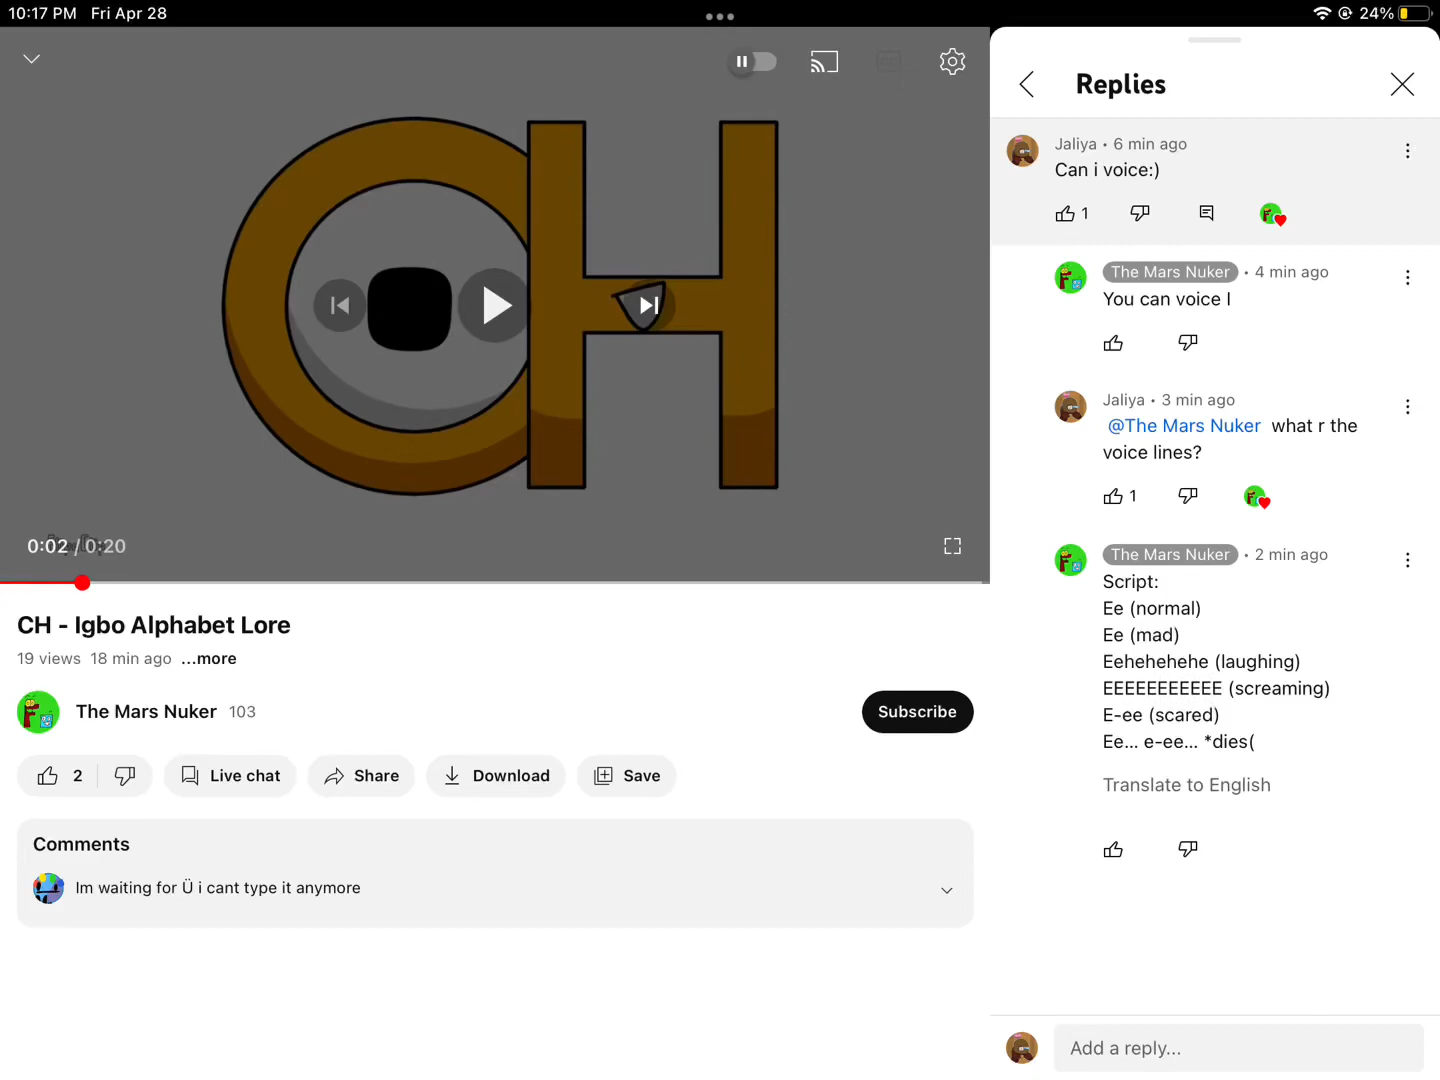 10:17 PM Fri Apr 28
24%
CH
0:02 / 0:20
CH - Igbo Alphabet Lore
19 views 18 min ago ...more
The Mars Nuker 103
Subscribe
2
Live chat
Share
Download
Save
Comments
Im waiting for Ü i cant type it anymore
Replies
Jaliya • 6 min ago
Can i voice:)
1
The Mars Nuker • 4 min ago
You can voice I
Jaliya • 3 min ago
@The Mars Nuker what r the
voice lines?
1
The Mars Nuker • 2 min ago
Script:
Ee (normal)
Ee (mad)
Eehehehehe (laughing)
EEEEEEEEEEE (screaming)
E-ee (scared)
Ee... e-ee... *dies(
Translate to English
Add a reply...